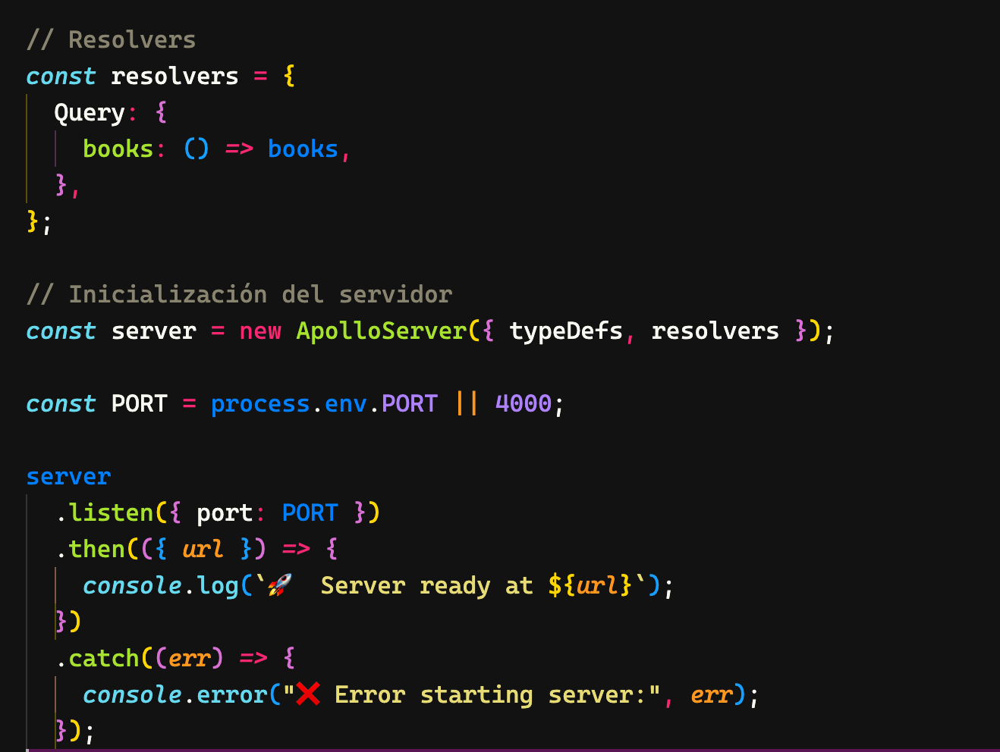 // Resolvers
const resolvers = {
  Query: {
    books: () => books,
  },
};

// Inicialización del servidor
const server = new ApolloServer({ typeDefs, resolvers });

const PORT = process.env.PORT || 4000;

server
  .listen({ port: PORT })
  .then(({ url }) => {
    console.log(`🚀  Server ready at ${url}`);
  })
  .catch((err) => {
    console.error("❌ Error starting server:", err);
  });